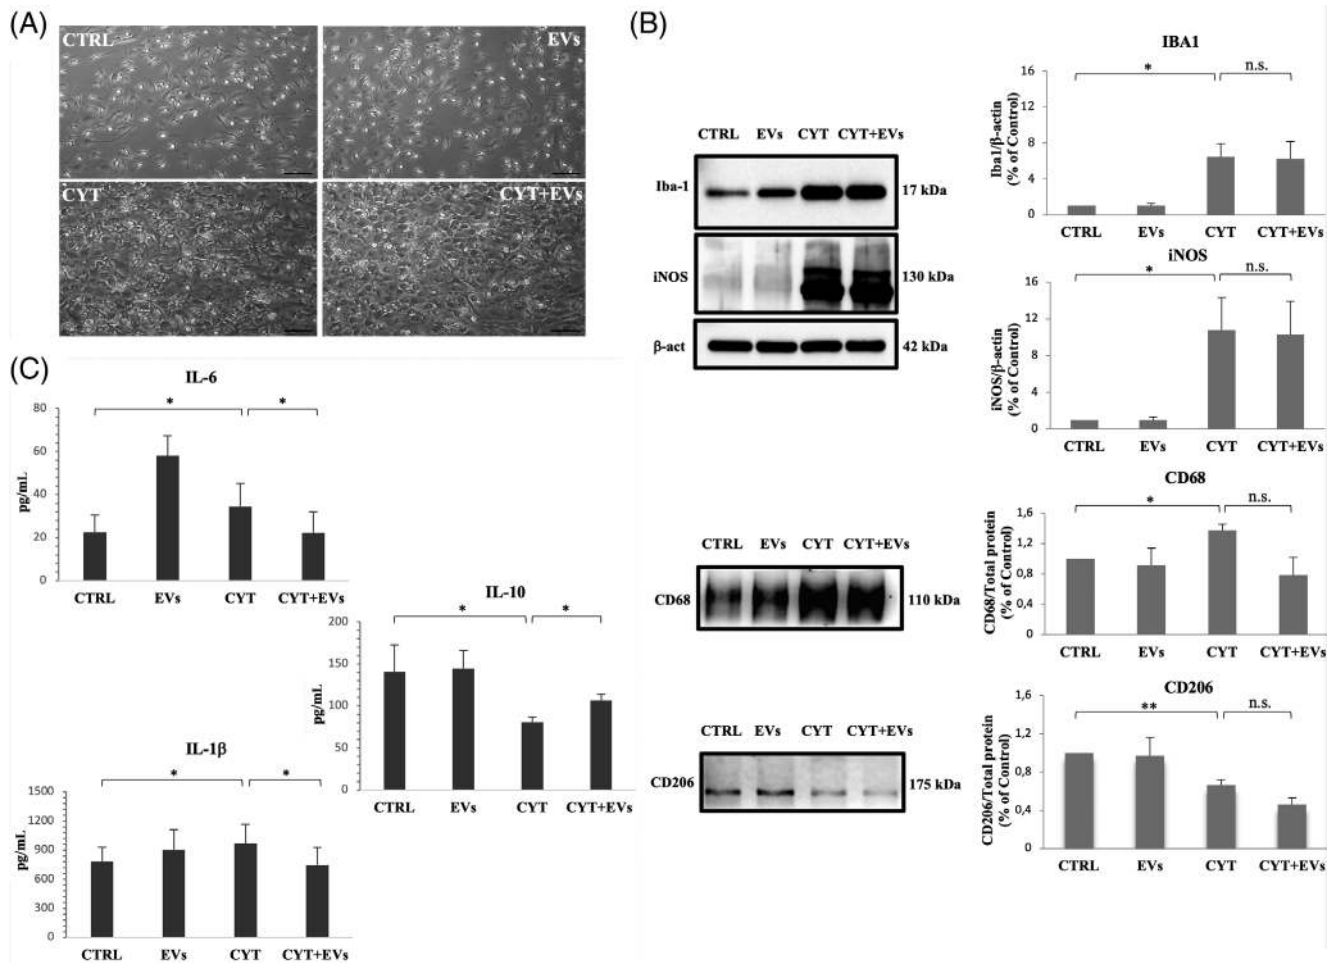 (A)
CTRL
EVs
CYT
CYT+EVs
(B)
CTRL EVs CYT CYT+EVs
Iba-1
17 kDa
iNOS
130 kDa
β-act
42 kDa
IBA1
Iba1/β-actin
(% of Control)
16
12
8
4
0
*
n.s.
CTRL EVs CYT CYT+EVs
iNOS
iNOS/β-actin
(% of Control)
16
12
8
4
0
*
n.s.
CTRL EVs CYT CYT+EVs
CTRL EVs CYT CYT+EVs
CD68
110 kDa
CD68
CD68/Total protein
(% of Control)
1,6
1,2
0,8
0,4
0
*
n.s.
CTRL EVs CYT CYT+EVs
CTRL EVs CYT CYT+EVs
CD206
175 kDa
CD206
CD206/Total protein
(% of Control)
1,6
1,2
0,8
0,4
0
**
n.s.
CTRL EVs CYT CYT+EVs
(C)
IL-6
pg/mL
80
60
40
20
0
*
*
CTRL EVs CYT CYT+EVs
IL-10
pg/mL
200
150
100
50
0
*
*
CTRL EVs CYT CYT+EVs
IL-1β
pg/mL
1500
1200
900
600
300
0
*
*
CTRL EVs CYT CYT+EVs